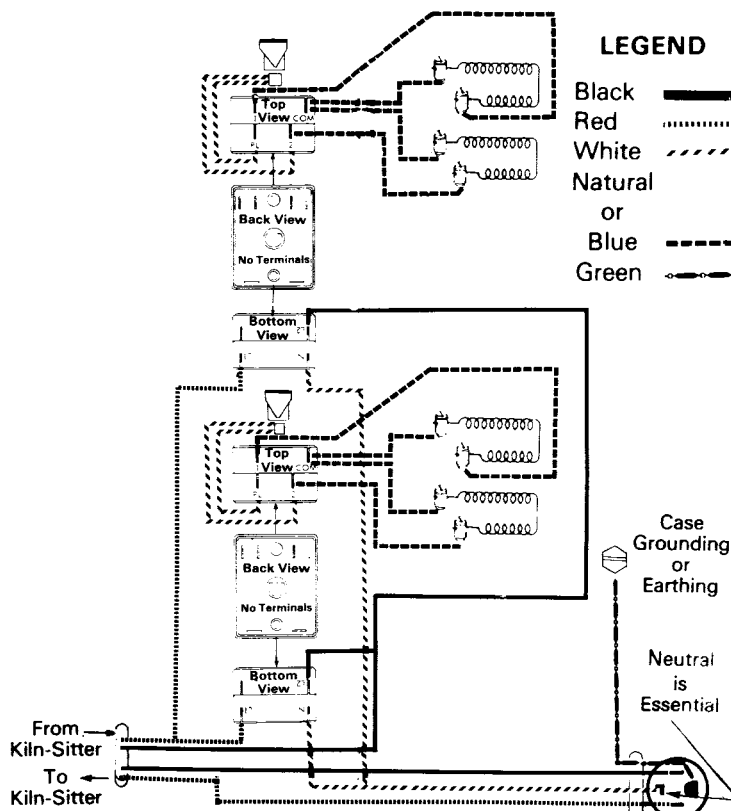 LEGEND
Black
Red
White
Natural
or
Blue
Green
Top
View COM
Back View
No Terminals
Bottom
View
Top
View COM
Back View
No Terminals
Bottom
View
Case
Grounding
or
Earthing
Neutral
is
Essential
From
Kiln-Sitter
To
Kiln-Sitter